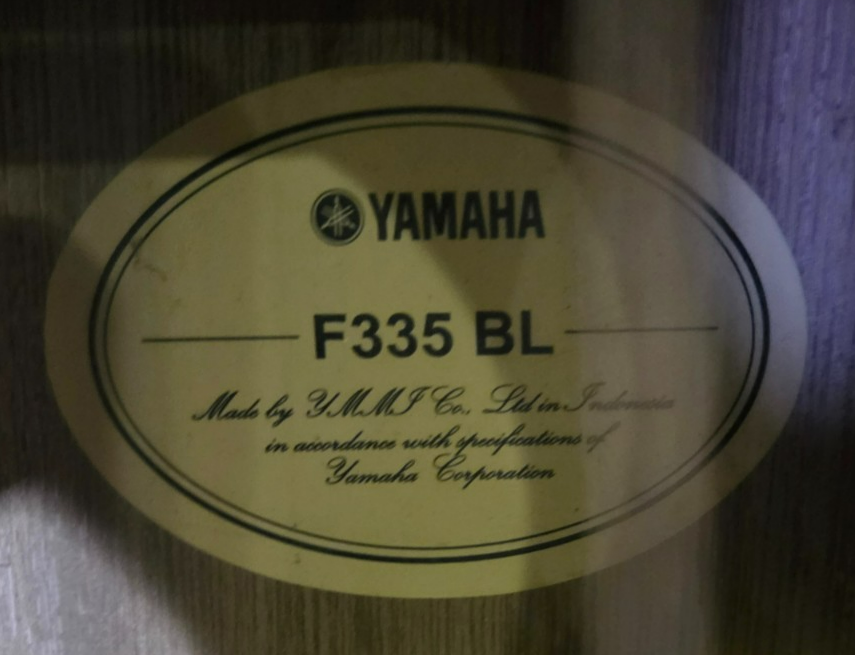 YAMAHA
F335 BL
Made by YMMI Co., Ltd in Indonesia
in accordance with specifications of
Yamaha Corporation